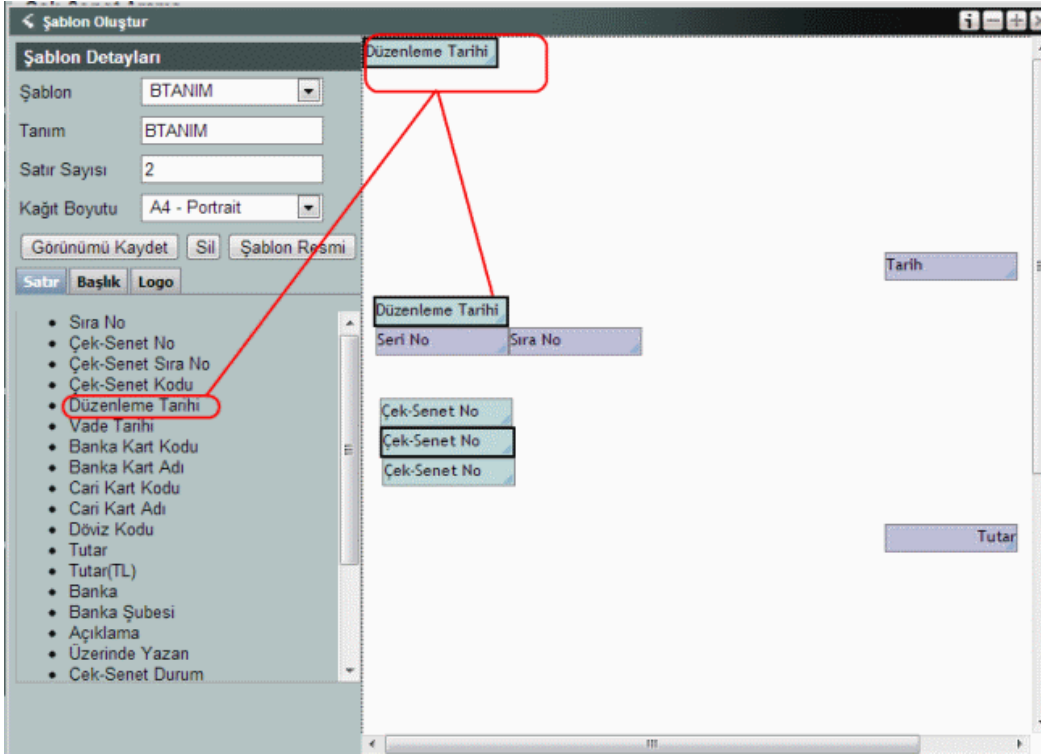 Şablon Oluştur
Şablon Detayları
Şablon BTANIM
Tanım BTANIM
Satır Sayısı 2
Kağıt Boyutu A4 - Portrait
Görünümü Kaydet Sil Şablon Resmi
Satır Başlık Logo
Sıra No
Çek-Senet No
Çek-Senet Sıra No
Çek-Senet Kodu
Düzenleme Tarihi
Vade Tarihi
Banka Kart Kodu
Banka Kart Adı
Cari Kart Kodu
Cari Kart Adı
Döviz Kodu
Tutar
Tutar(TL)
Banka
Banka Şubesi
Açıklama
Üzerinde Yazan
Çek-Senet Durum
Düzenleme Tarihi
Tarih
Düzenleme Tarihi
Seri No Sıra No
Çek-Senet No
Çek-Senet No
Çek-Senet No
Tutar